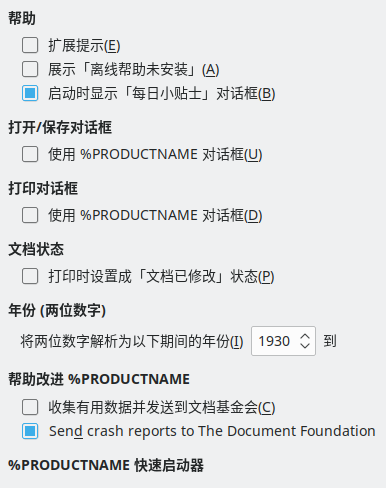 帮助
扩展提示(E)
展示「离线帮助未安装」(A)
启动时显示「每日小贴士」对话框(B)
打开/保存对话框
使用 %PRODUCTNAME 对话框(U)
打印对话框
使用 %PRODUCTNAME 对话框(D)
文档状态
打印时设置成「文档已修改」状态(P)
年份 (两位数字)
将两位数字解析为以下期间的年份(I) 1930 到
帮助改进 %PRODUCTNAME
收集有用数据并发送到文档基金会(C)
Send crash reports to The Document Foundation
%PRODUCTNAME 快速启动器